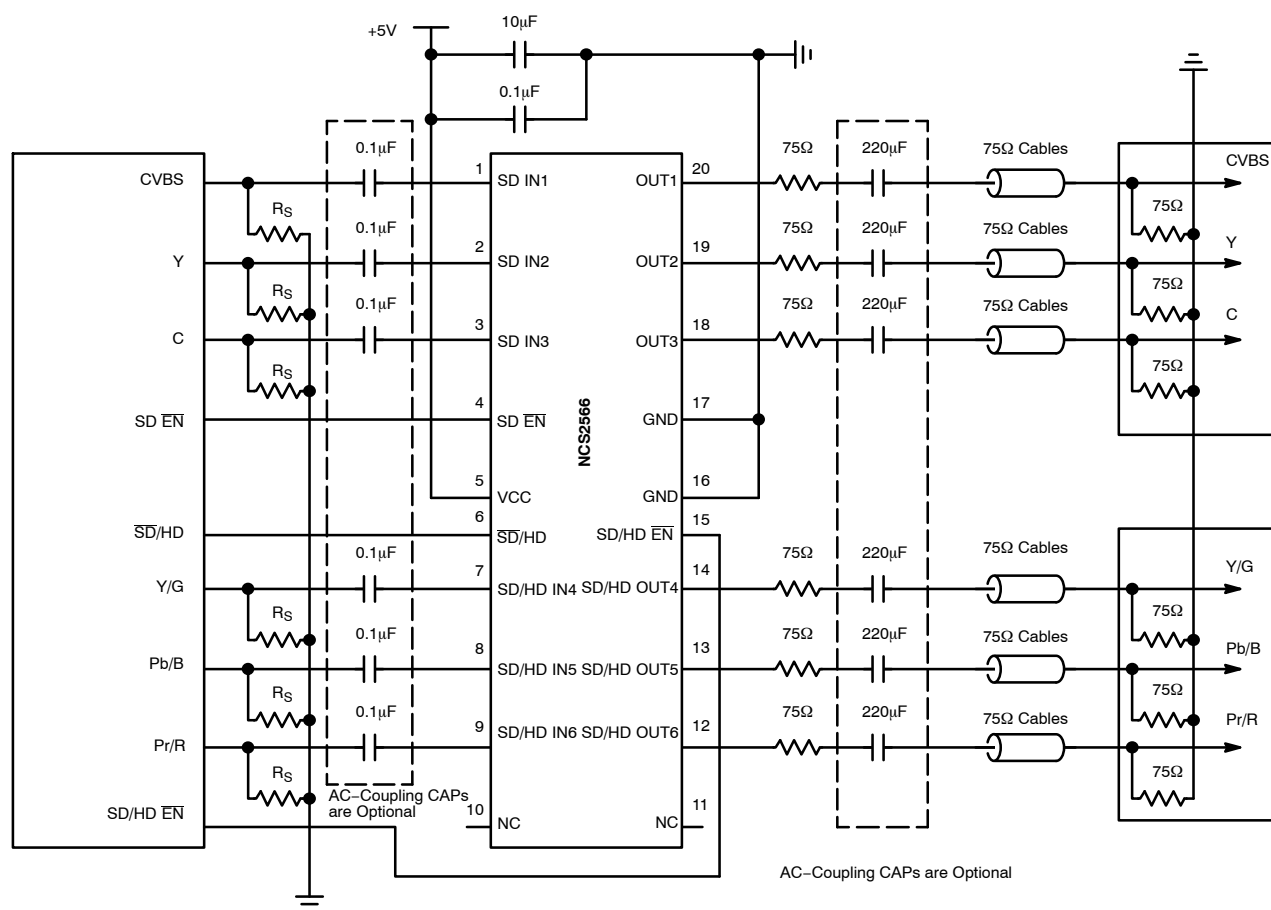 +5V
10μF
0.1μF
CVBS
Y
C
SD EN
SD/HD
Y/G
Pb/B
Pr/R
SD/HD EN
RS
RS
RS
RS
RS
RS
0.1μF
0.1μF
0.1μF
0.1μF
0.1μF
0.1μF
AC−Coupling CAPs
are Optional
1
2
3
4
5
6
7
8
9
10
SD IN1
SD IN2
SD IN3
SD EN
VCC
SD/HD
SD/HD IN4
SD/HD IN5
SD/HD IN6
NC
NCS2566
OUT1
OUT2
OUT3
GND
GND
SD/HD EN
SD/HD OUT4
SD/HD OUT5
SD/HD OUT6
NC
20
19
18
17
16
15
14
13
12
11
75Ω
75Ω
75Ω
75Ω
75Ω
75Ω
220μF
220μF
220μF
220μF
220μF
220μF
AC−Coupling CAPs are Optional
75Ω Cables
75Ω Cables
75Ω Cables
75Ω Cables
75Ω Cables
75Ω Cables
75Ω
75Ω
75Ω
75Ω
75Ω
75Ω
CVBS
Y
C
Y/G
Pb/B
Pr/R